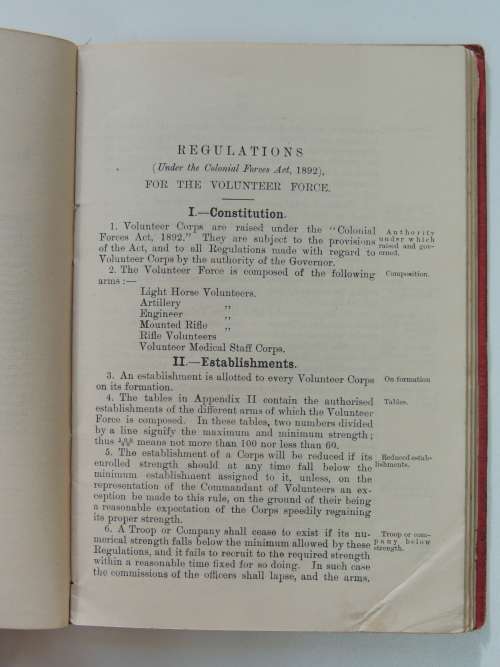 REGULATIONS
(Under the Colonial Forces Act, 1892),
FOR THE VOLUNTEER FORCE.
I.—Constitution.
1. Volunteer Corps are raised under the "Colonial
Forces Act, 1892." They are subject to the provisions
of the Act, and to all Regulations made with regard to
Volunteer Corps by the authority of the Governor.
Authority
under which
raised and gov-
erned.
2. The Volunteer Force is composed of the following
arms :—
Composition.
Light Horse Volunteers.
Artillery ,,
Engineer ,,
Mounted Rifle ,,
Rifle Volunteers
Volunteer Medical Staff Corps.
II.—Establishments.
3. An establishment is allotted to every Volunteer Corps
on its formation.
On formation
4. The tables in Appendix II contain the authorised
establishments of the different arms of which the Volunteer
Force is composed. In these tables, two numbers divided
by a line signify the maximum and minimum strength ;
thus 100/60 means not more than 100 nor less than 60.
Tables.
5. The establishment of a Corps will be reduced if its
enrolled strength should at any time fall below the
minimum establishment assigned to it, unless, on the
representation of the Commandant of Volunteers an ex-
ception be made to this rule, on the ground of their being
a reasonable expectation of the Corps speedily regaining
its proper strength.
Reduced estab-
lishments.
6. A Troop or Company shall cease to exist if its nu-
merical strength falls below the minimum allowed by these
Regulations, and it fails to recruit to the required strength
within a reasonable time fixed for so doing. In such case
the commissions of the officers shall lapse, and the arms,
Troop or com-
pany below
strength.